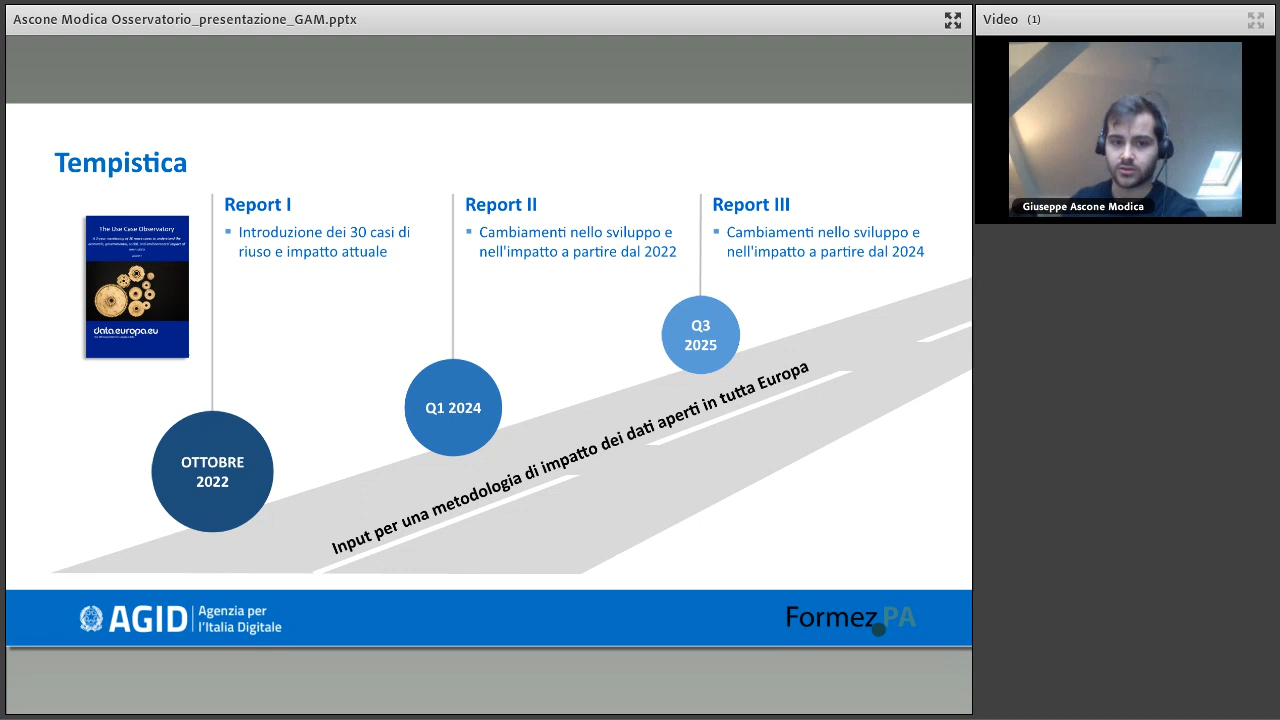 Ascone Modica Osservatorio_presentazione_GAM.pptx
Video (1)
Giuseppe Ascone Modica
Tempistica
The Use Case Observatory
data.europa.eu
Report I
Introduzione dei 30 casi di
riuso e impatto attuale
Report II
Cambiamenti nello sviluppo e
nell'impatto a partire dal 2022
Report III
Cambiamenti nello sviluppo e
nell'impatto a partire dal 2024
OTTOBRE
2022
Q1 2024
Q3
2025
Input per una metodologia di impatto dei dati aperti in tutta Europa
AGID
Agenzia per
l'Italia Digitale
Formez PA